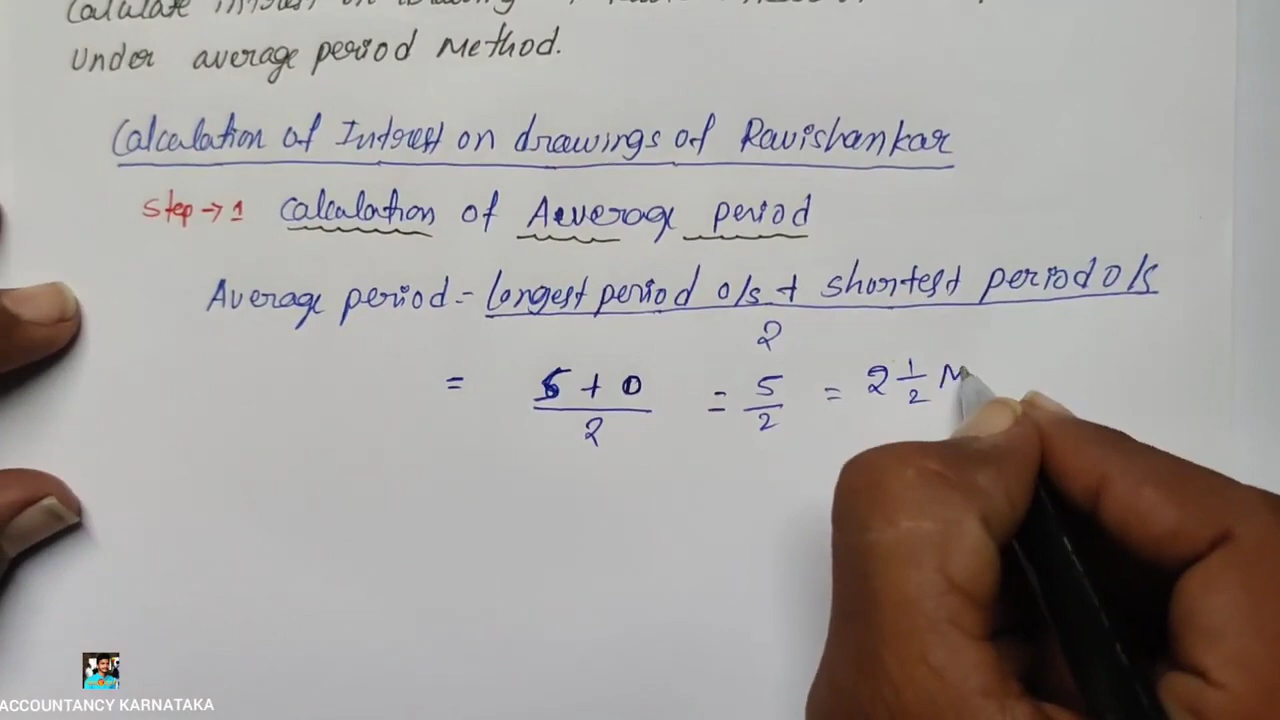 Under average period method.
Calculation of Interest on drawings of Ravishankar
Step → 1 Calculation of Aeverage period
Average period = Longest period o/s + shortest period o/s
2
= 5 + 0 = 5 = 2 1/2 M
2 2
ACCOUNTANCY KARNATAKA